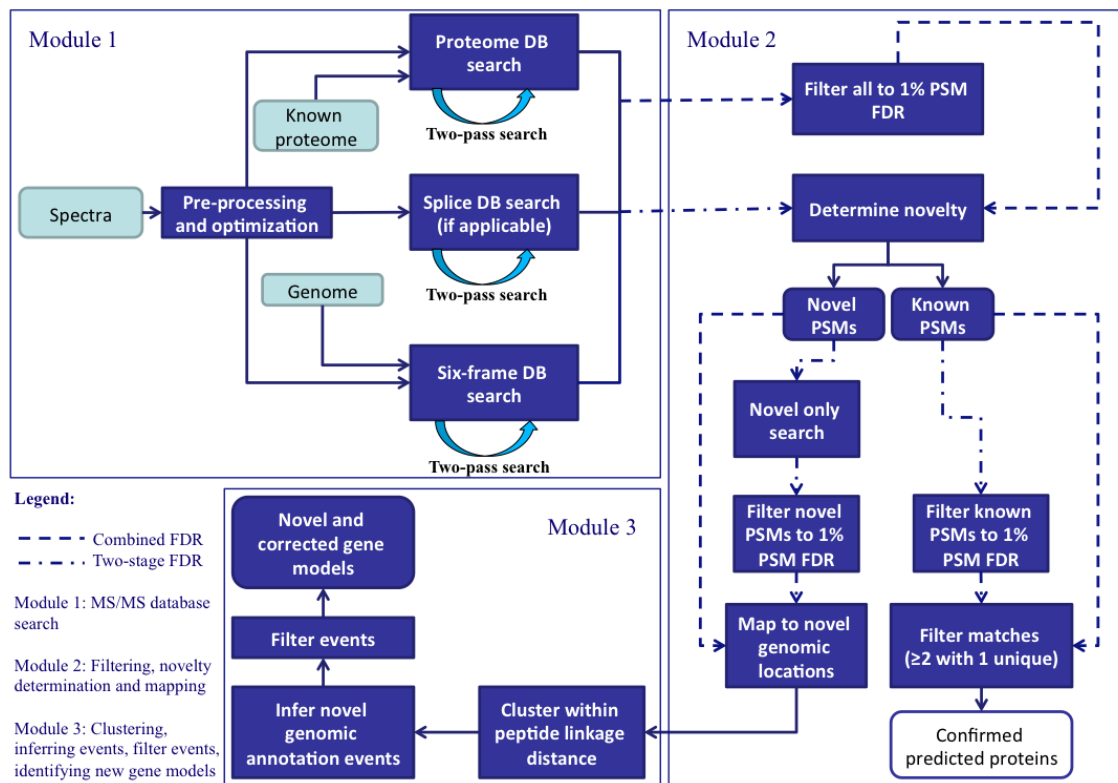 Module 1
Proteome DB
search
Two-pass search
Known
proteome
Spectra
Pre-processing
and optimization
Splice DB search
(if applicable)
Two-pass search
Genome
Six-frame DB
search
Two-pass search
Module 2
Filter all to 1% PSM
FDR
Determine novelty
Novel
PSMs
Known
PSMs
Novel only
search
Filter novel
PSMs to 1%
PSM FDR
Filter known
PSMs to 1%
PSM FDR
Map to novel
genomic
locations
Filter matches
(≥2 with 1 unique)
Confirmed
predicted proteins
Legend:
Combined FDR
Two-stage FDR
Module 1: MS/MS database
search
Module 2: Filtering, novelty
determination and mapping
Module 3: Clustering,
inferring events, filter events,
identifying new gene models
Module 3
Novel and
corrected gene
models
Filter events
Infer novel
genomic
annotation events
Cluster within
peptide linkage
distance